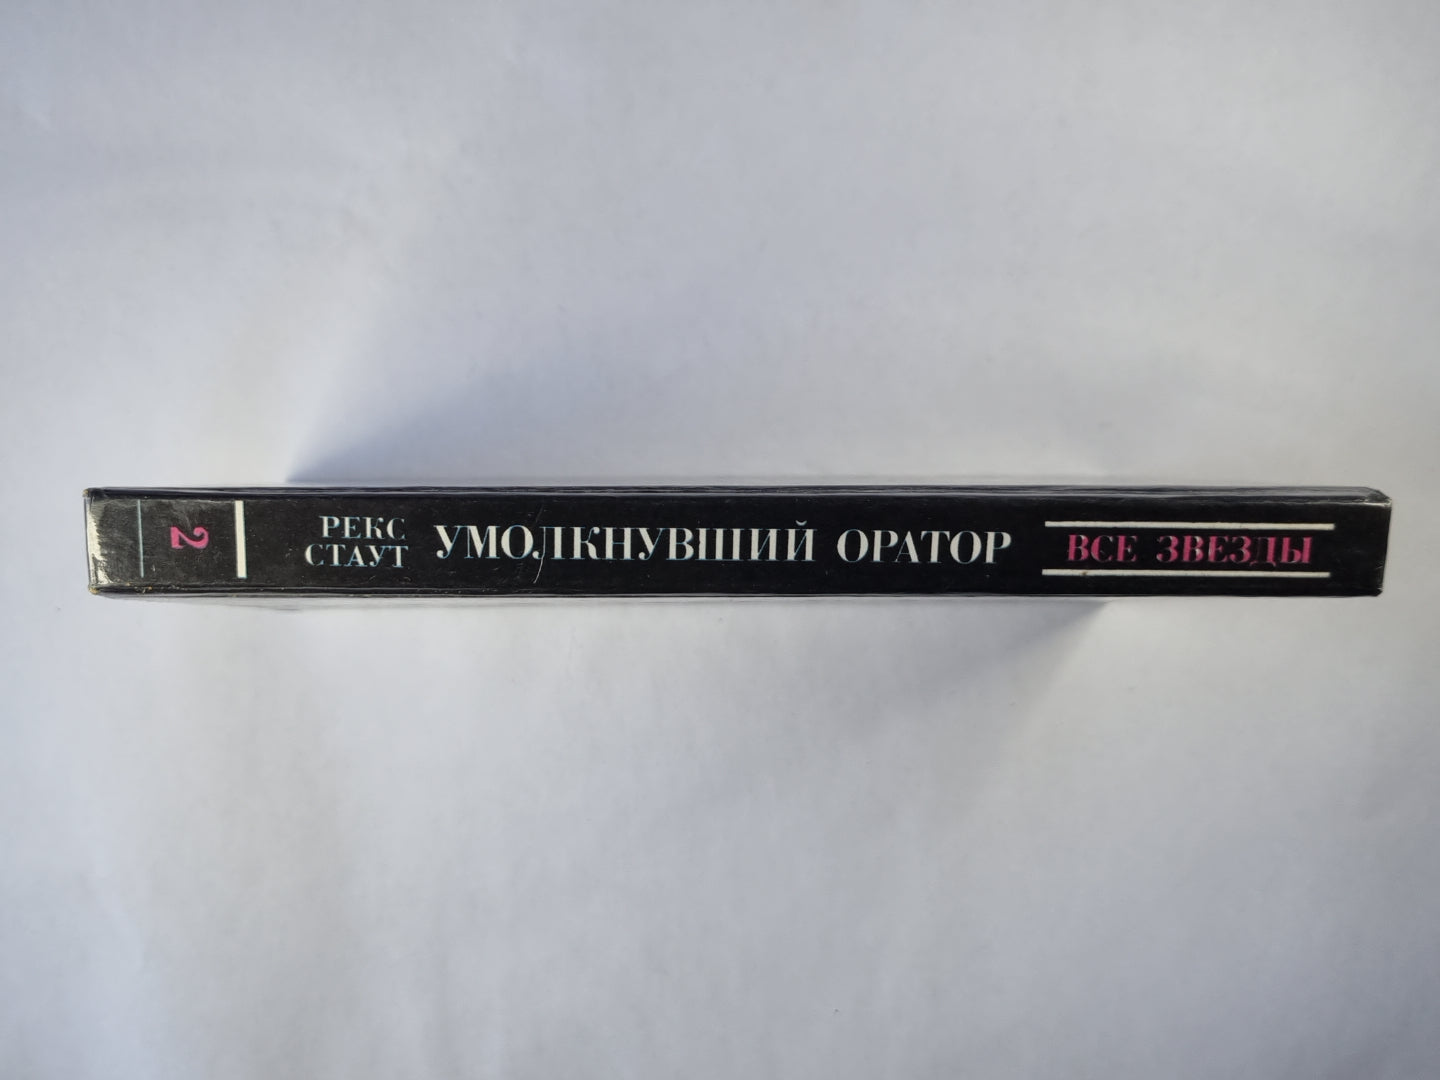 2
РЕКС
СТАУТ
УМОЛКНУВШИЙ ОРАТОР
ВСЕ ЗВЕЗДЫ